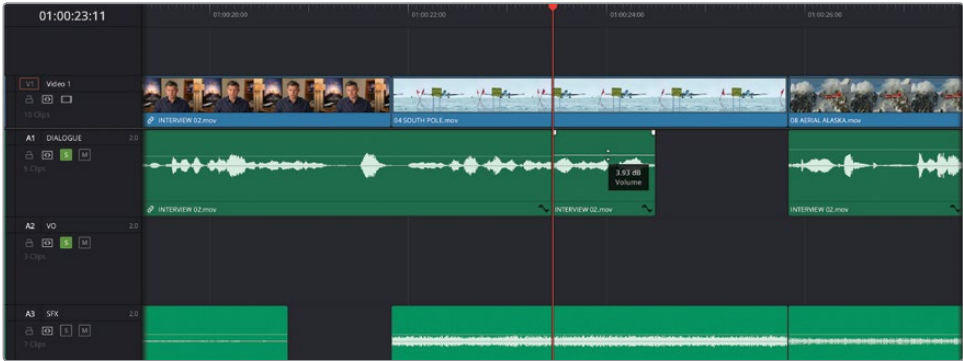 01:00:23:11
01:00:20:00
01:00:22:00
01:00:24:00
01:00:26:00
V1 Video 1
10 Clips
INTERVIEW 02.mov
04 SOUTH POLE.mov
08 AERIAL ALASKA.mov
A1 DIALOGUE 2.0
S M
9 Clips
3.93 dB
Volume
INTERVIEW 02.mov
INTERVIEW 02.mov
INTERVIEW 02.mov
A2 VO 2.0
S M
3 Clips
A3 SFX 2.0
S M
7 Clips